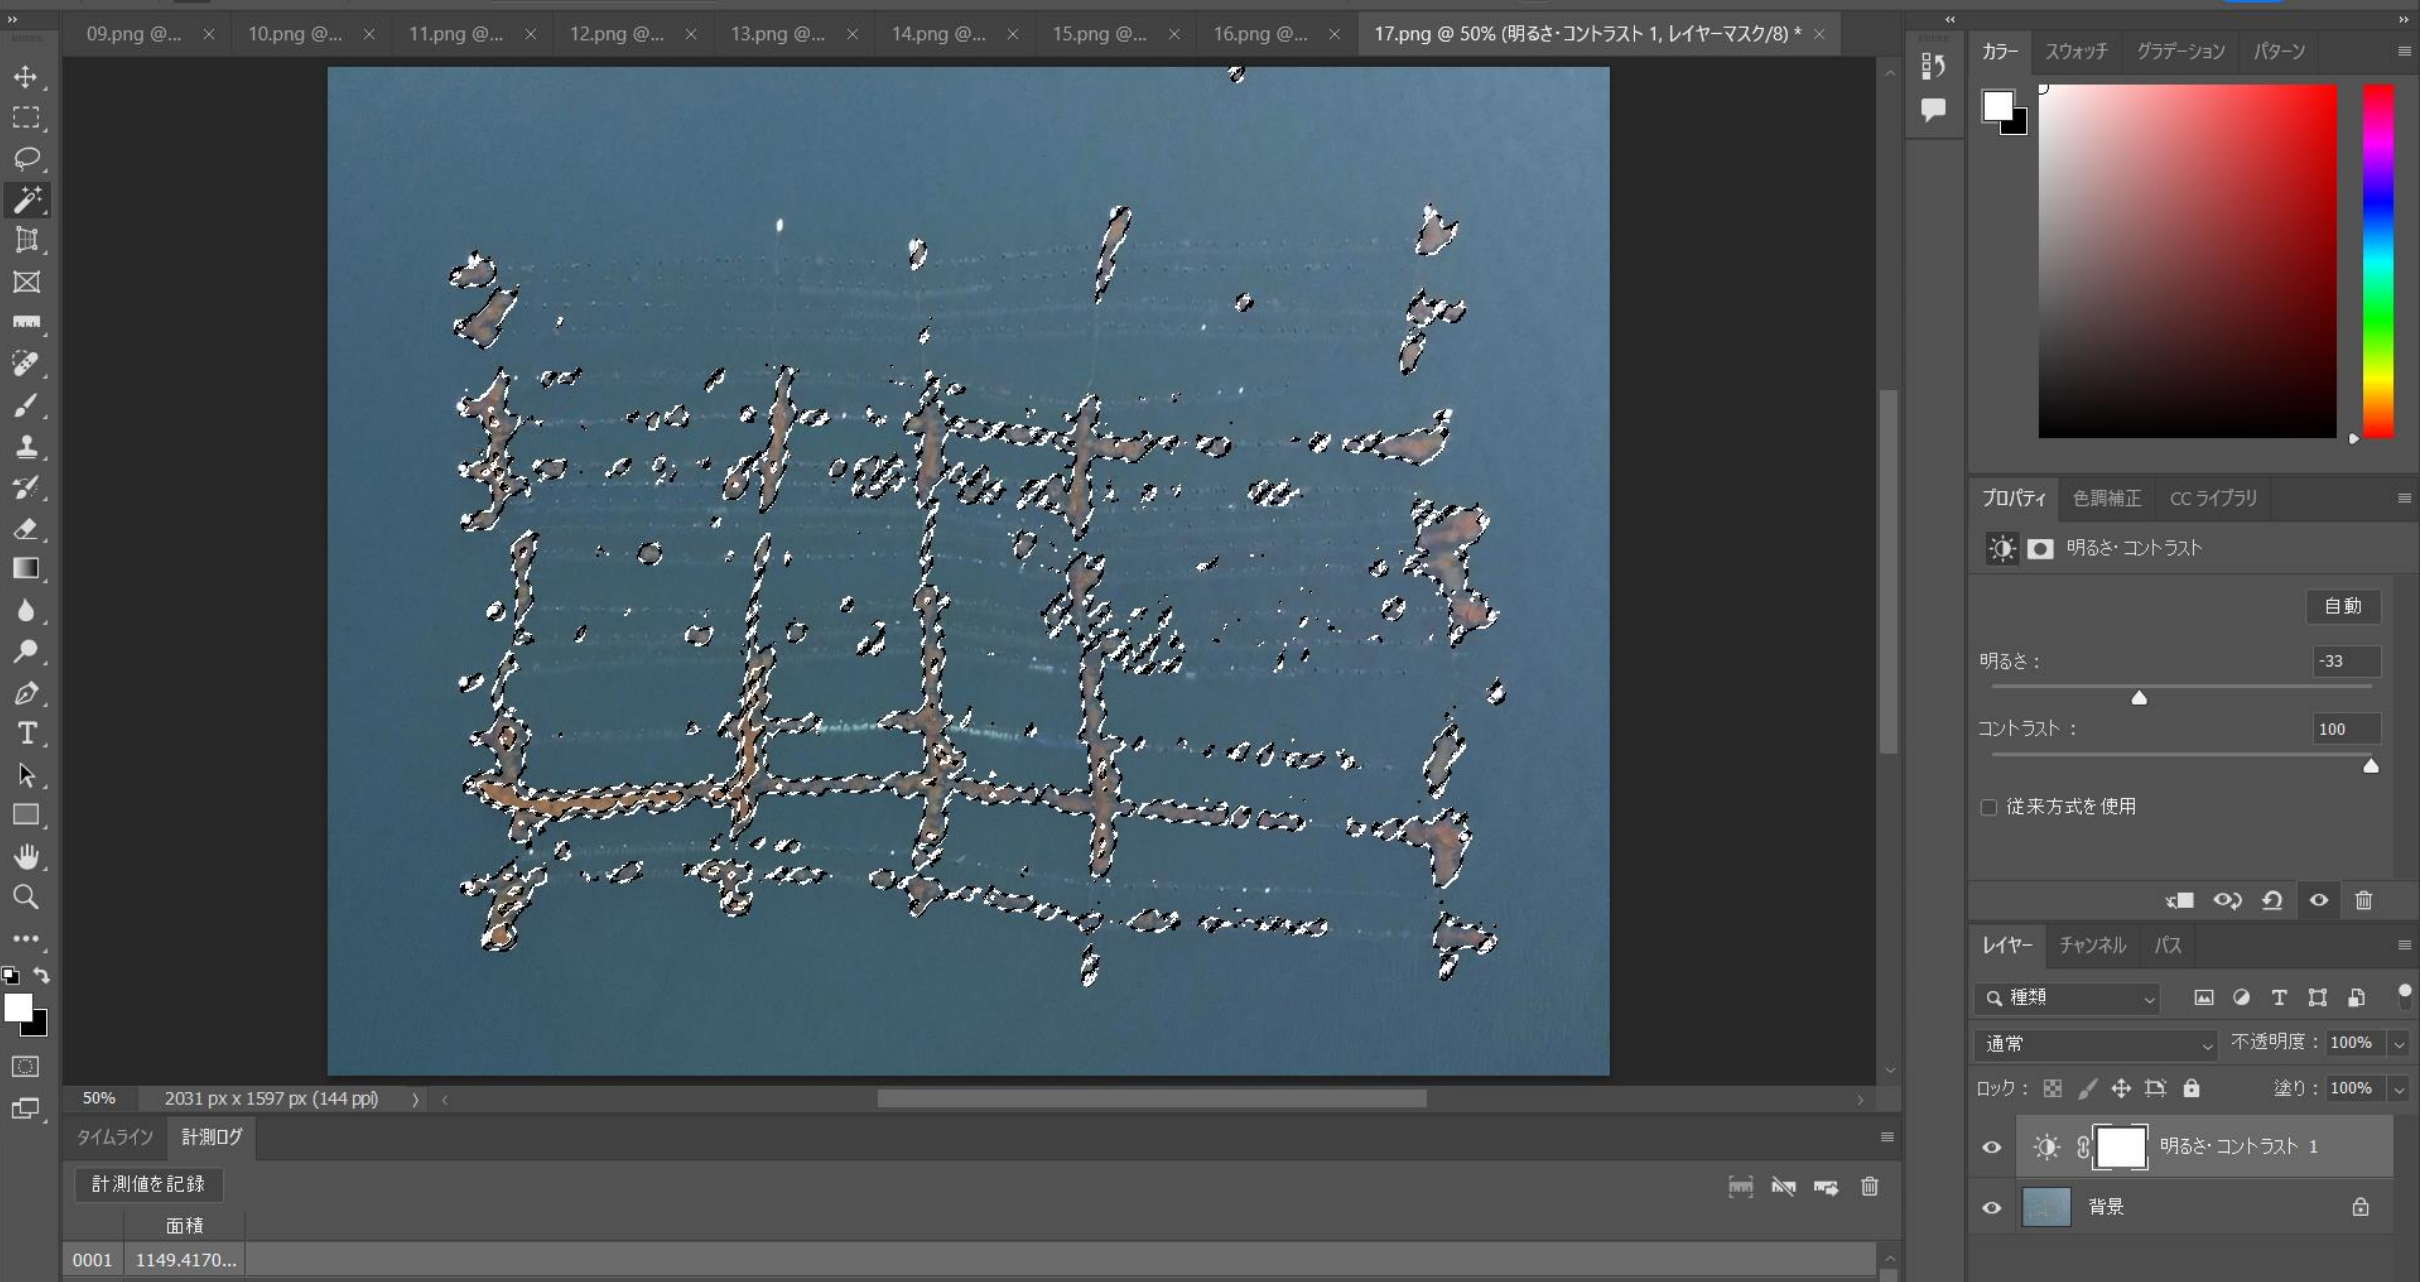 09.png @...
10.png @...
11.png @...
12.png @...
13.png @...
14.png @...
15.png @...
16.png @...
17.png @ 50% (明るさ・コントラスト 1, レイヤーマスク/8) *
カラー スウォッチ グラデーション パターン
プロパティ 色調補正 CC ライブラリ
明るさ・コントラスト
自動
明るさ : -33
コントラスト : 100
従来方式を使用
レイヤー チャンネル パス
種類
通常 不透明度 : 100%
ロック : 塗り : 100%
明るさ・コントラスト 1
背景
50% 2031 px x 1597 px (144 ppi)
タイムライン 計測ログ
計測値を記録
面積
0001 1149.4170...